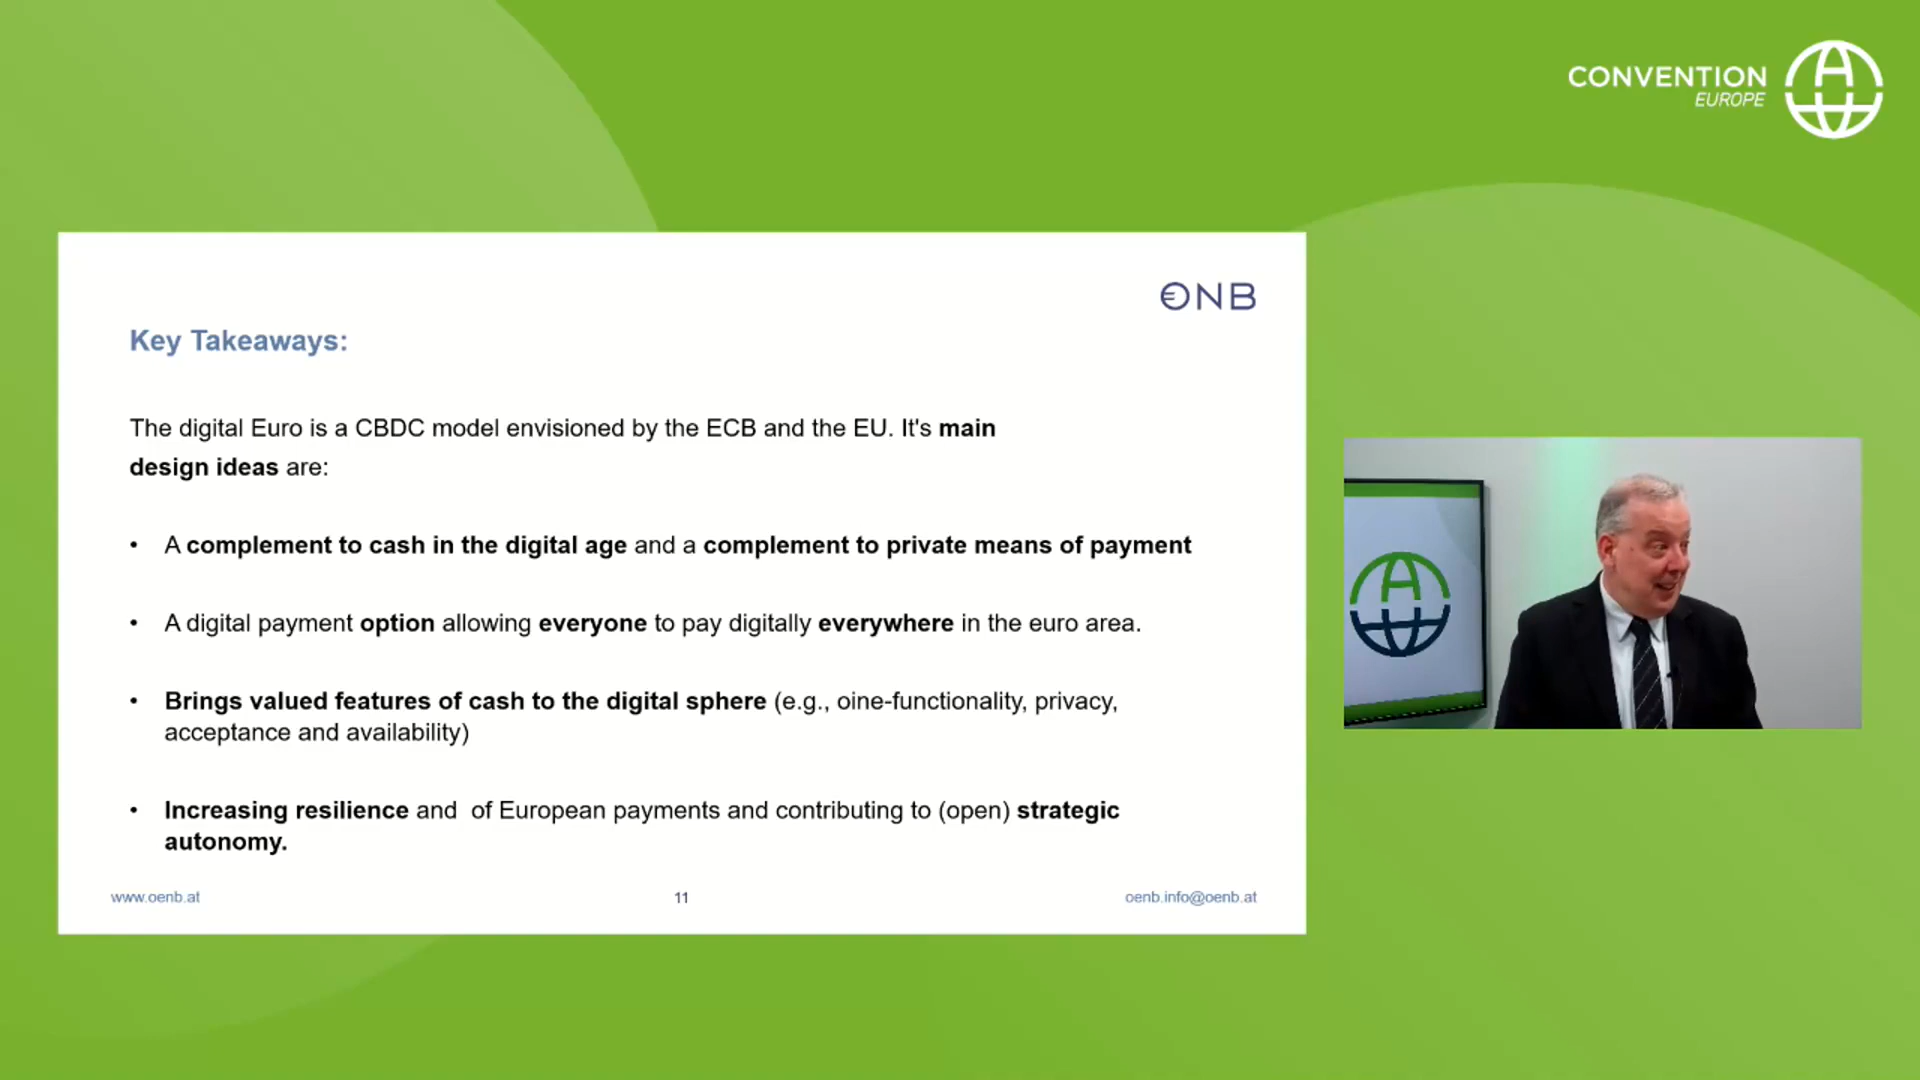 CONVENTION
EUROPE
ONB
Key Takeaways:
The digital Euro is a CBDC model envisioned by the ECB and the EU. It's main
design ideas are:
• A complement to cash in the digital age and a complement to private means of payment
• A digital payment option allowing everyone to pay digitally everywhere in the euro area.
• Brings valued features of cash to the digital sphere (e.g., oine-functionality, privacy,
acceptance and availability)
• Increasing resilience and  of European payments and contributing to (open) strategic
autonomy.
www.oenb.at
11
oenb.info@oenb.at